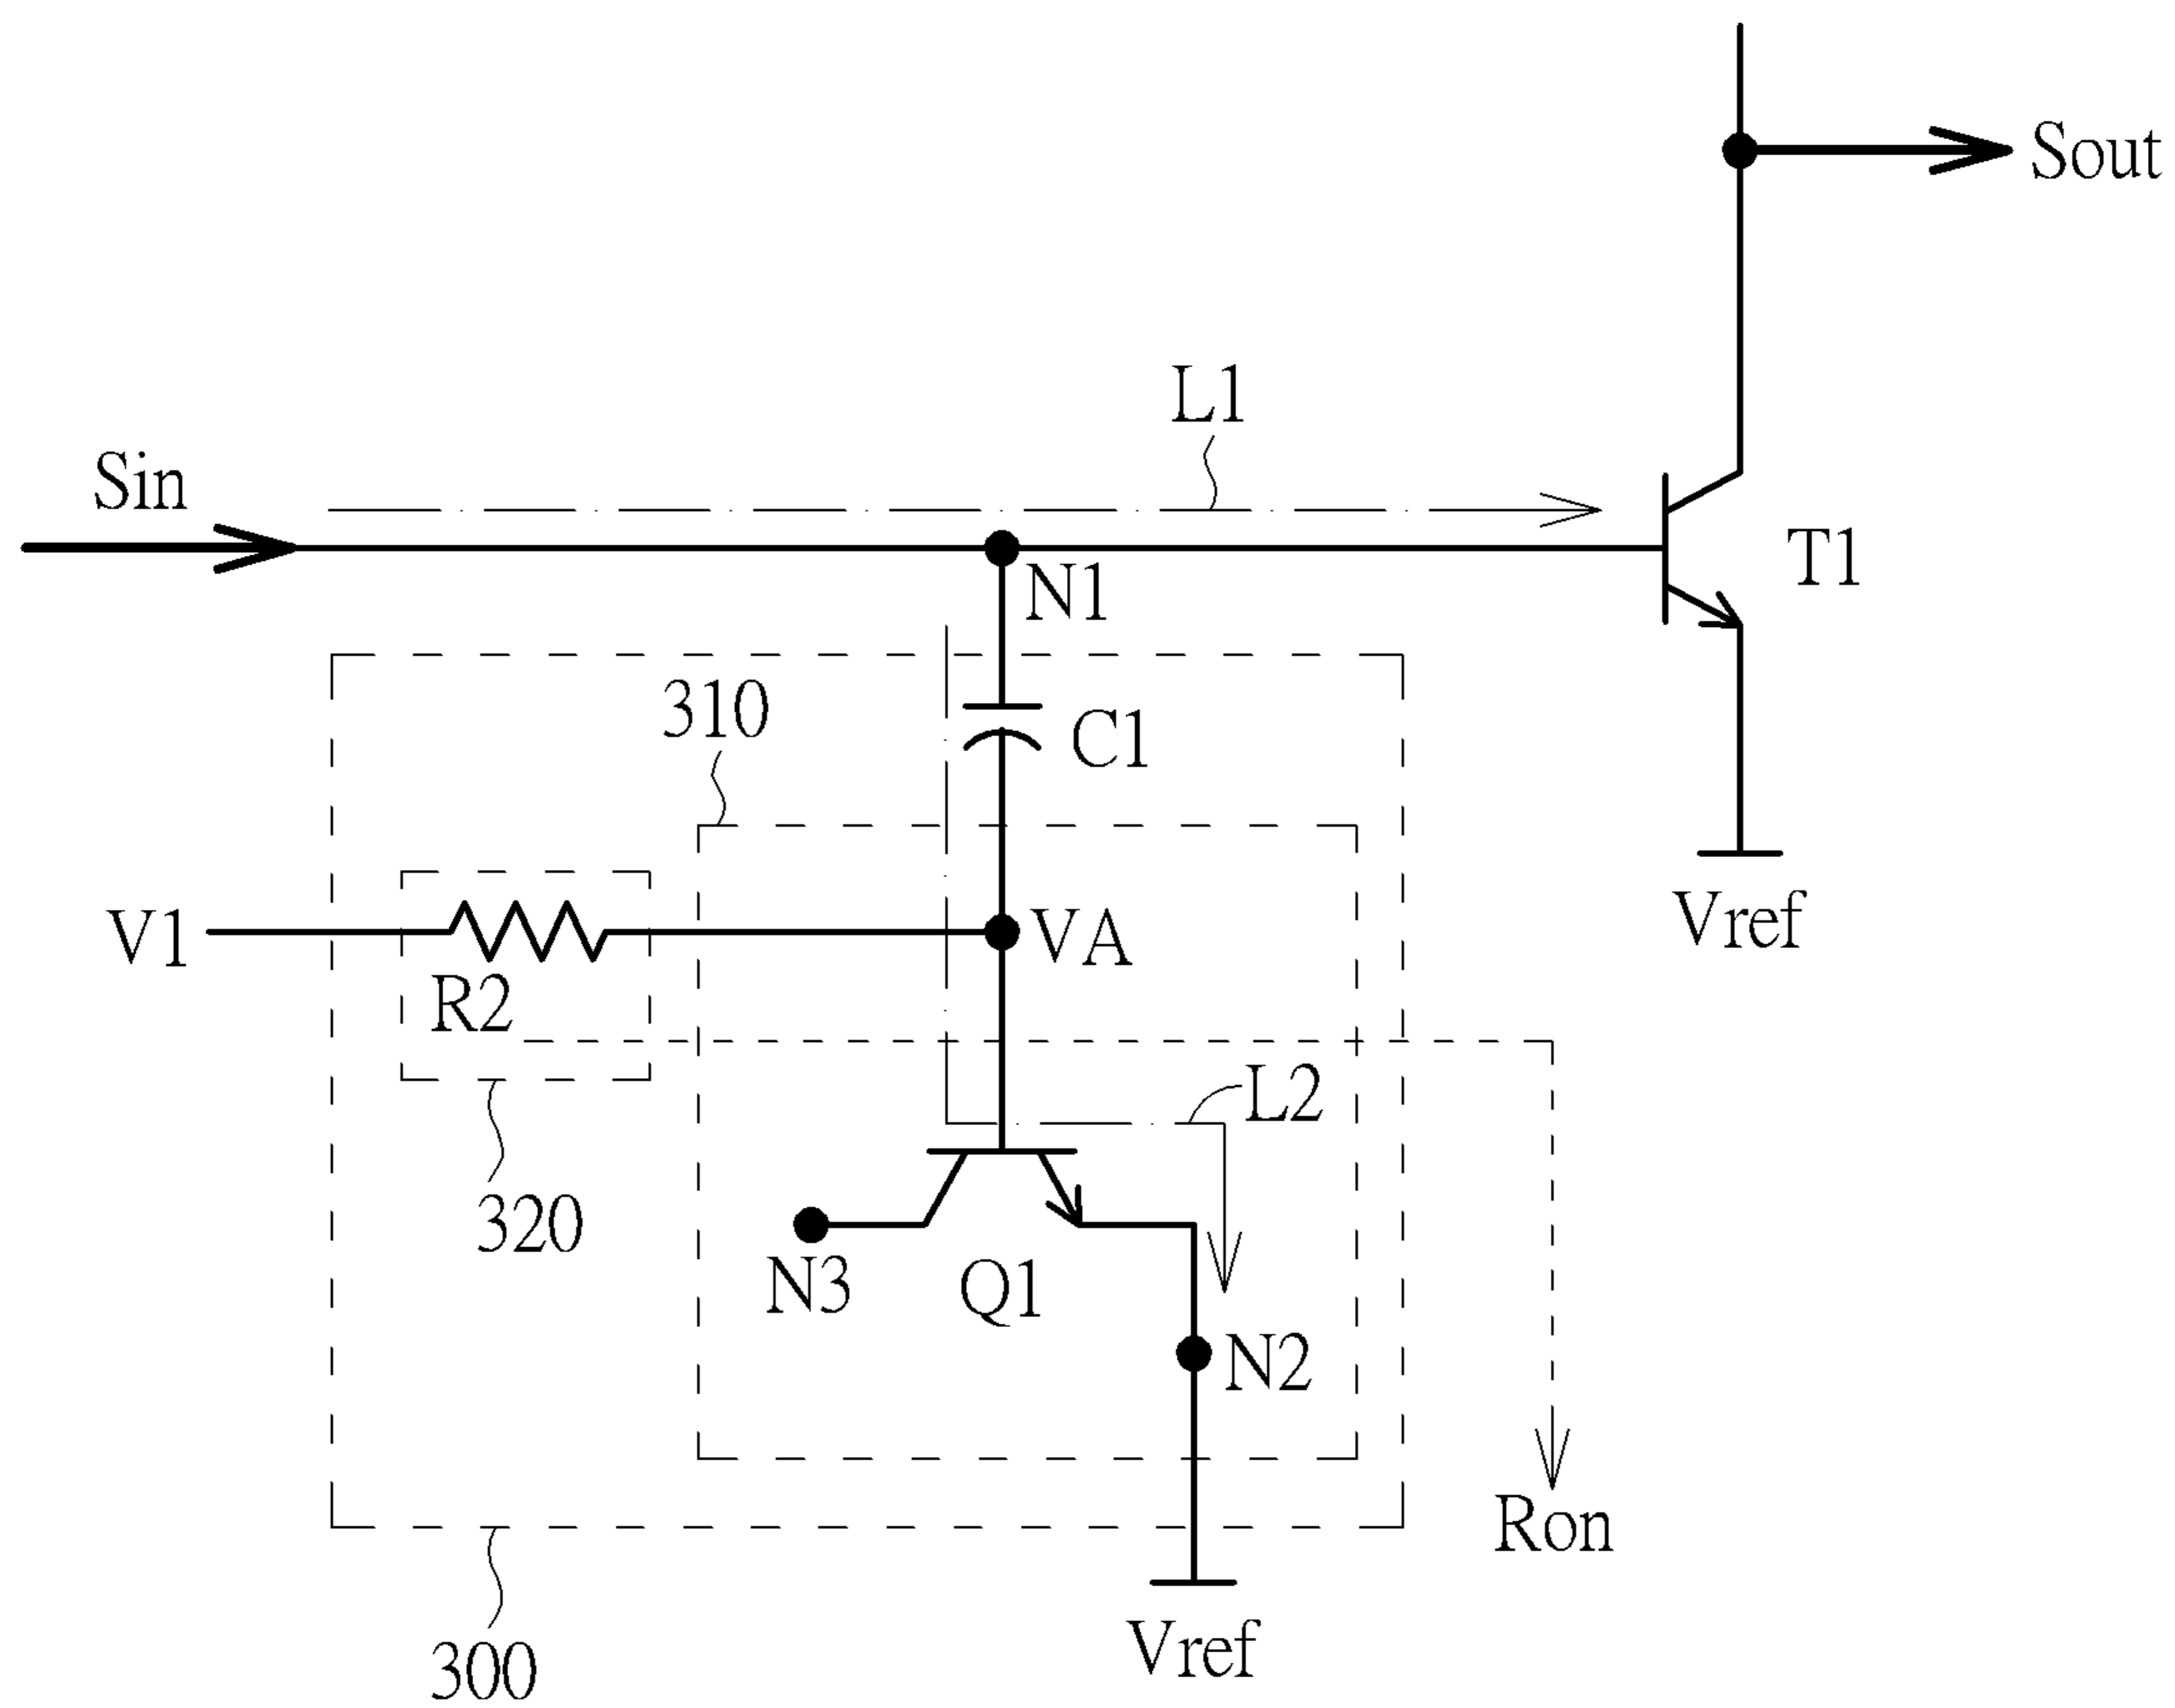 Sout
L1
Sin
T1
N1
310
C1
V1
VA
Vref
R2
L2
320
N3
Q1
N2
Ron
300
Vref